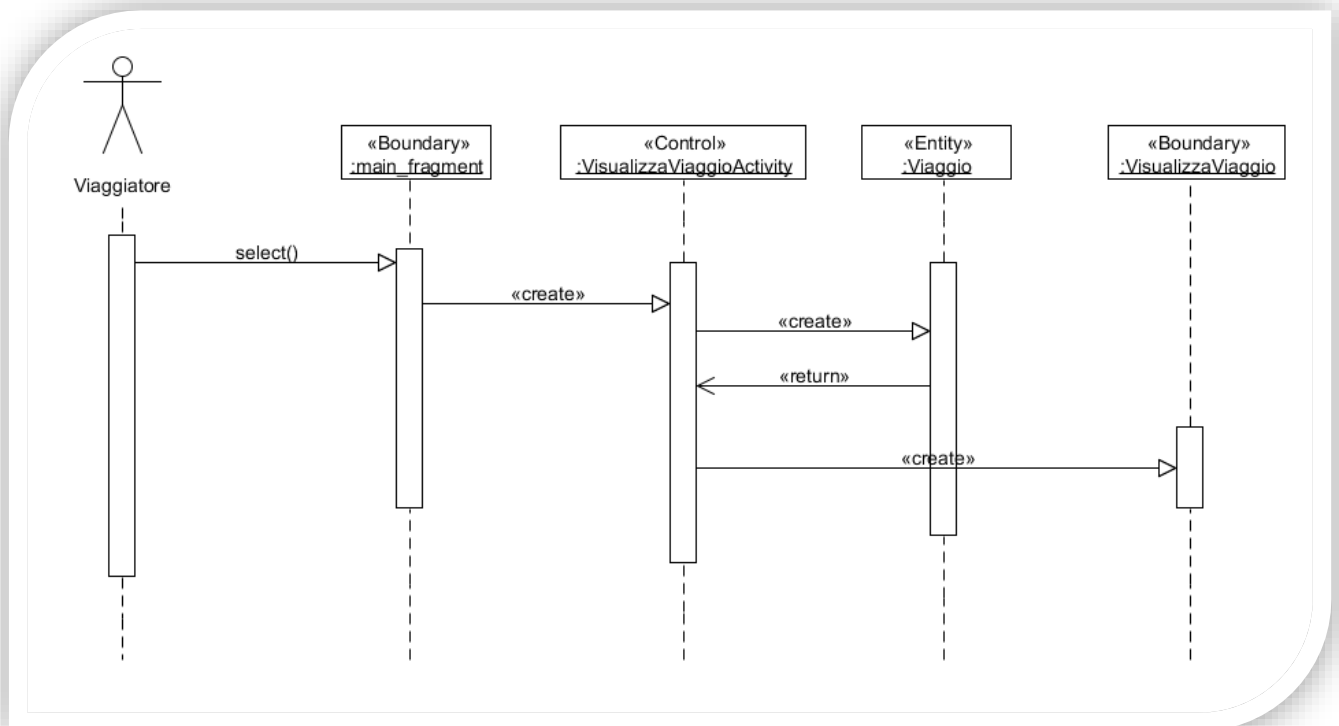 «Boundary»
:main_fragment
«Control»
:VisualizzaViaggioActivity
«Entity»
:Viaggio
«Boundary»
:VisualizzaViaggio
Viaggiatore
select()
«create»
«create»
«return»
«create»